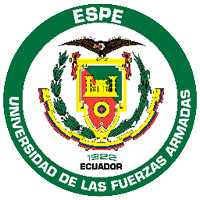 ESPE
1922
ECUADOR
UNIVERSIDAD DE LAS FUERZAS ARMADAS